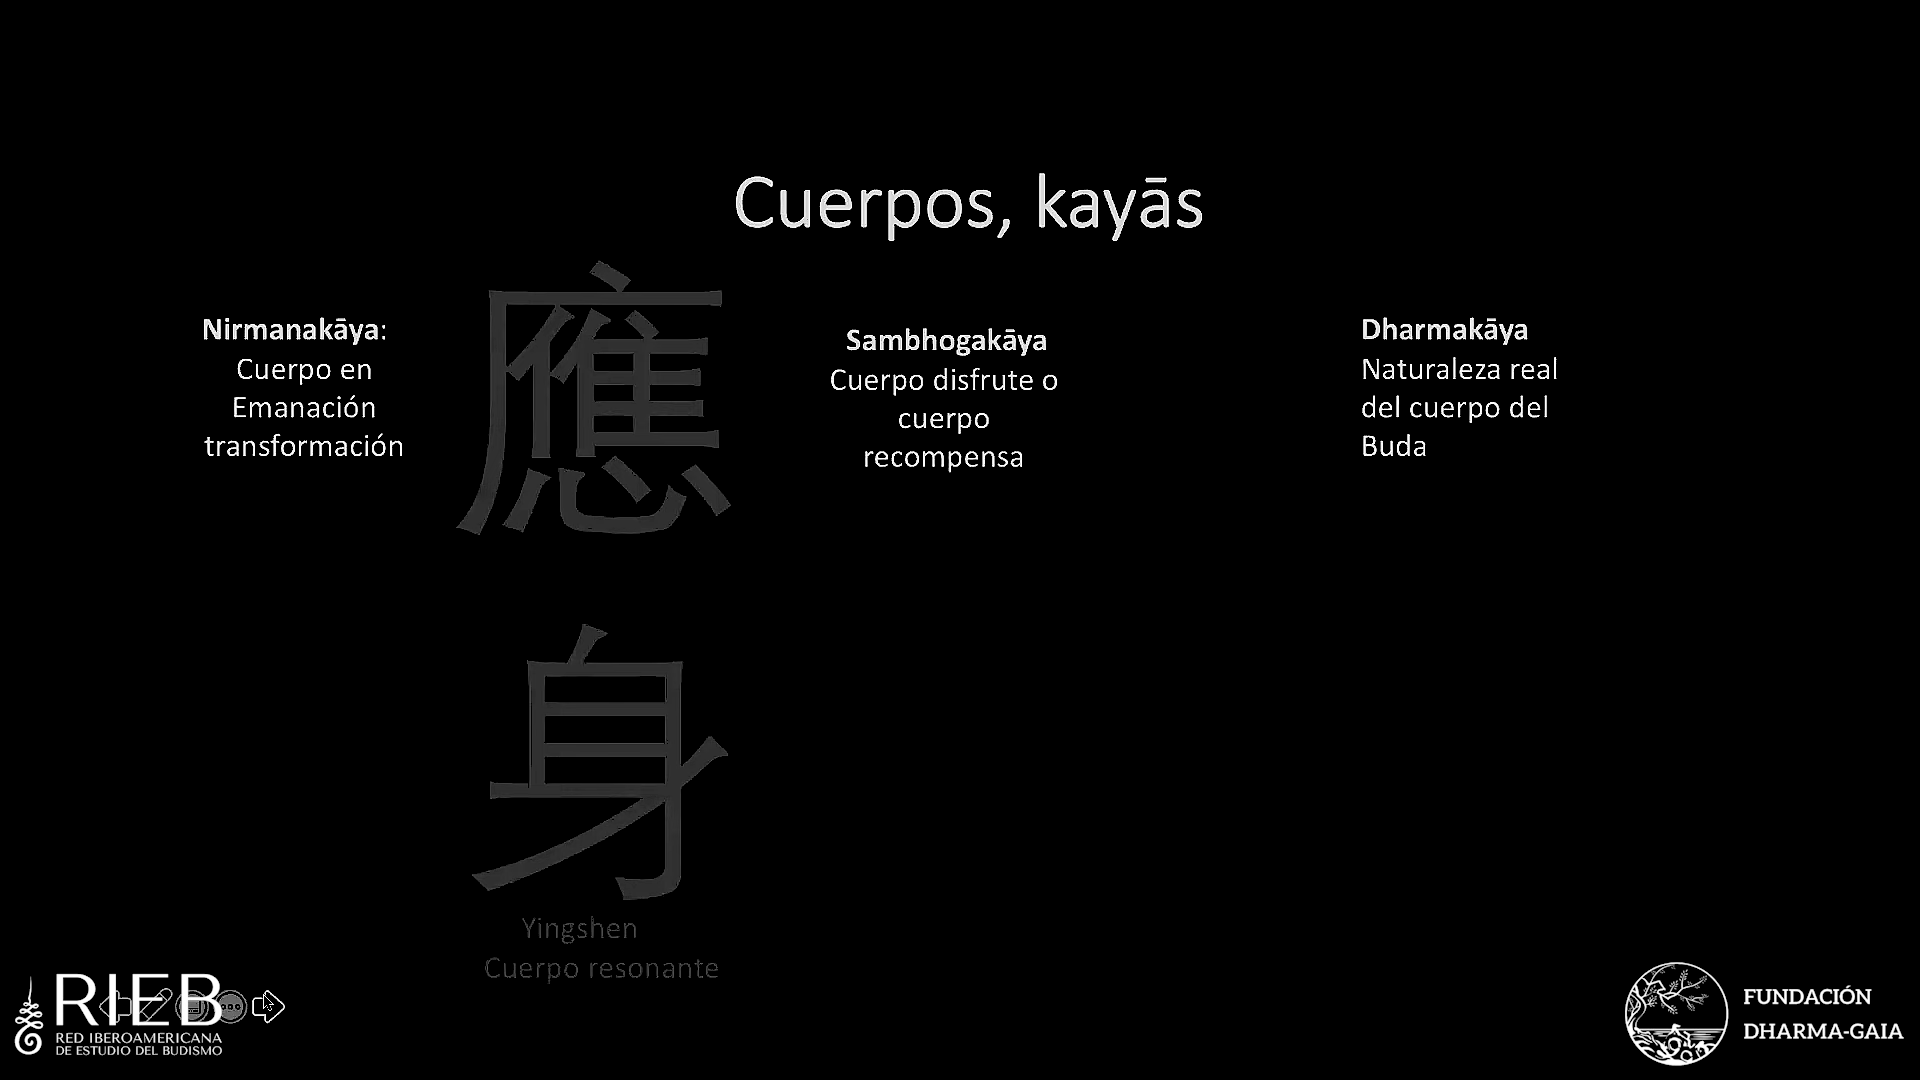 Cuerpos, kayās
Nirmanakāya:
Cuerpo en
Emanación
transformación
應
身
Yingshen
Cuerpo resonante
Sambhogakāya
Cuerpo disfrute o
cuerpo
recompensa
Dharmakāya
Naturaleza real
del cuerpo del
Buda
RIEB
RED IBEROAMERICANA
DE ESTUDIO DEL BUDISMO
FUNDACIÓN
DHARMA-GAIA